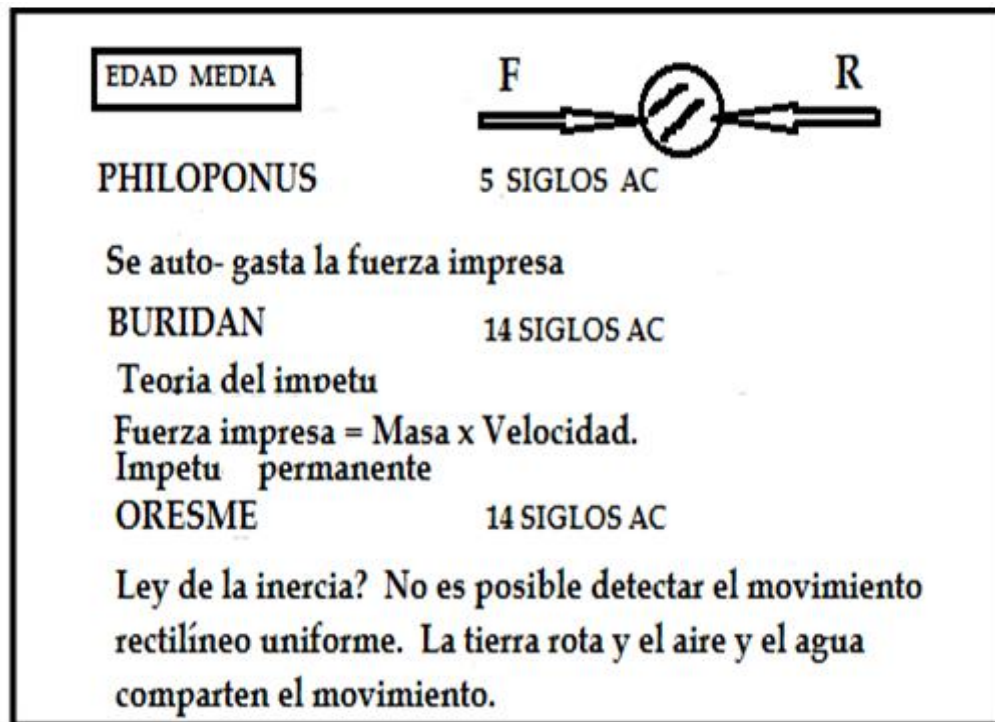 EDAD MEDIA
F R
PHILOPONUS 5 SIGLOS AC
Se auto- gasta la fuerza impresa
BURIDAN 14 SIGLOS AC
Teoria del impetu
Fuerza impresa = Masa x Velocidad.
Impetu permanente
ORESME 14 SIGLOS AC
Ley de la inercia? No es posible detectar el movimiento
rectilíneo uniforme. La tierra rota y el aire y el agua
comparten el movimiento.